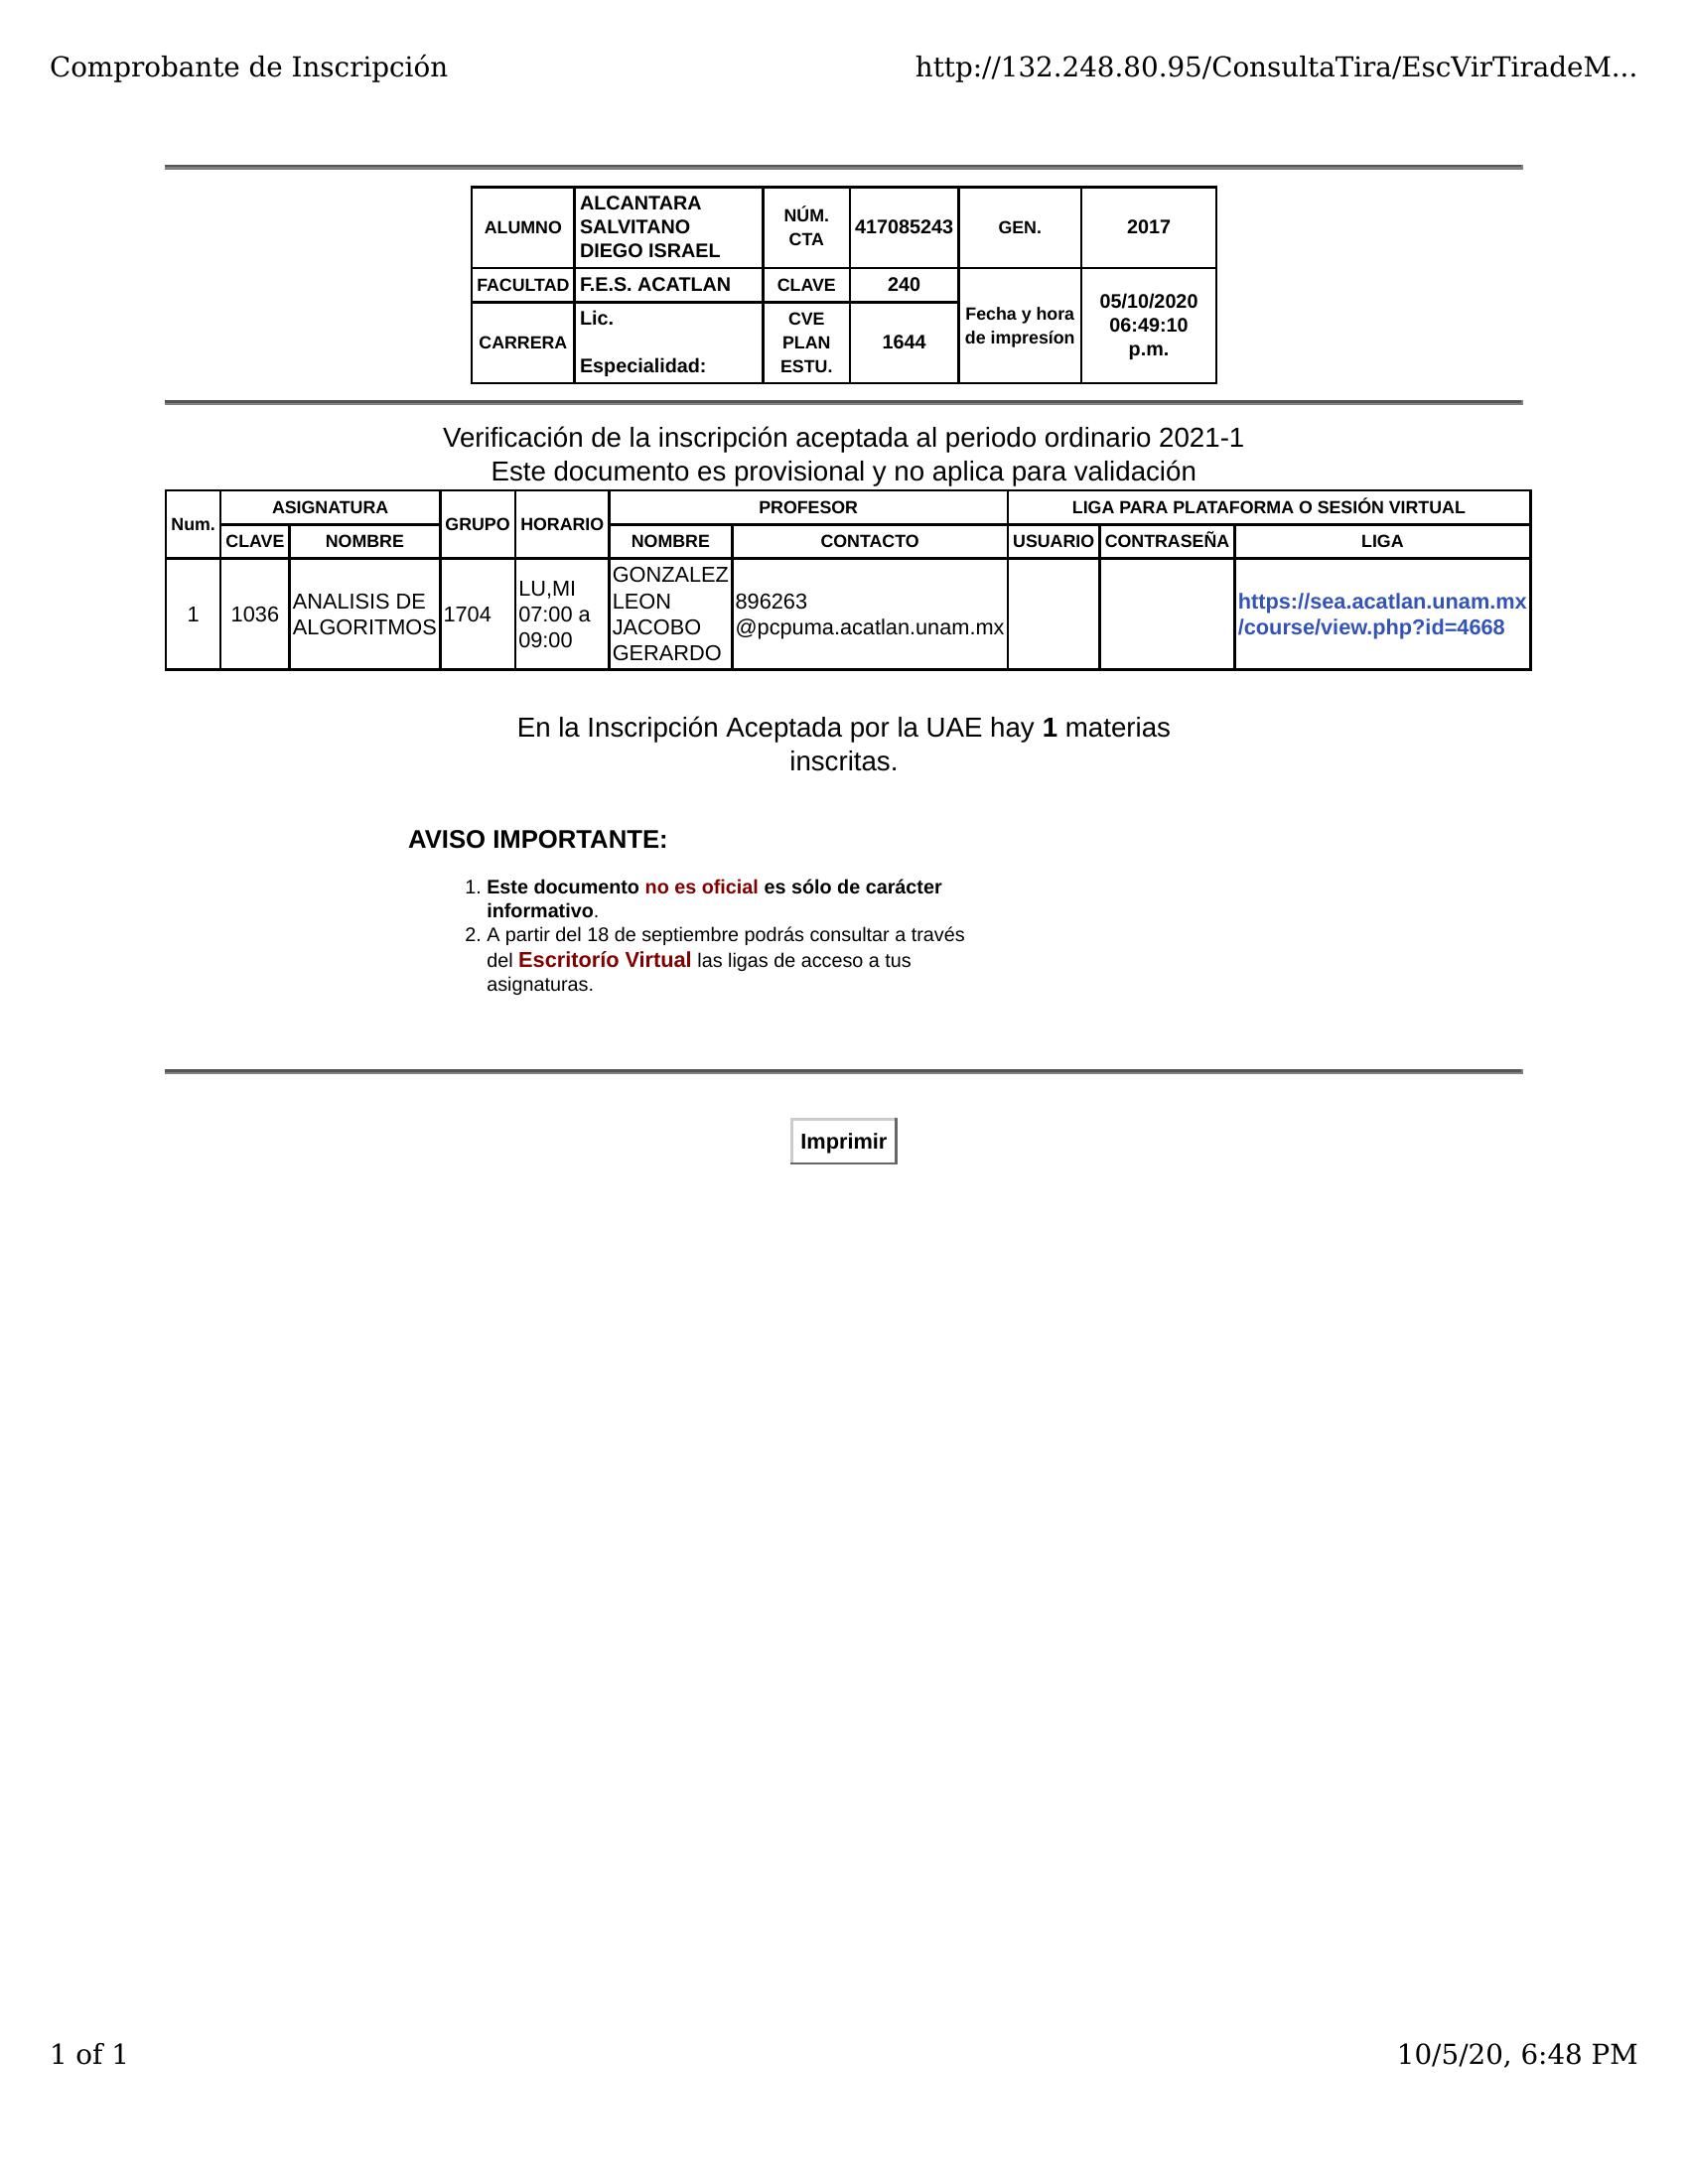 Comprobante de Inscripción http://132.248.80.95/ConsultaTira/EscVirTiradeM...
ALUMNO ALCANTARA SALVITANO DIEGO ISRAEL NÚM. CTA 417085243 GEN. 2017
FACULTAD F.E.S. ACATLAN CLAVE 240 Fecha y hora de impresíon 05/10/2020 06:49:10 p.m.
CARRERA Lic. Especialidad: CVE PLAN ESTU. 1644
Verificación de la inscripción aceptada al periodo ordinario 2021-1
Este documento es provisional y no aplica para validación
Num. ASIGNATURA GRUPO HORARIO PROFESOR LIGA PARA PLATAFORMA O SESIÓN VIRTUAL
CLAVE NOMBRE NOMBRE CONTACTO USUARIO CONTRASEÑA LIGA
1 1036 ANALISIS DE ALGORITMOS 1704 LU,MI 07:00 a 09:00 GONZALEZ LEON JACOBO GERARDO 896263 @pcpuma.acatlan.unam.mx https://sea.acatlan.unam.mx /course/view.php?id=4668
En la Inscripción Aceptada por la UAE hay 1 materias
inscritas.
AVISO IMPORTANTE:
1. Este documento no es oficial es sólo de carácter
informativo.
2. A partir del 18 de septiembre podrás consultar a través
del Escritorío Virtual las ligas de acceso a tus
asignaturas.
Imprimir
1 of 1 10/5/20, 6:48 PM